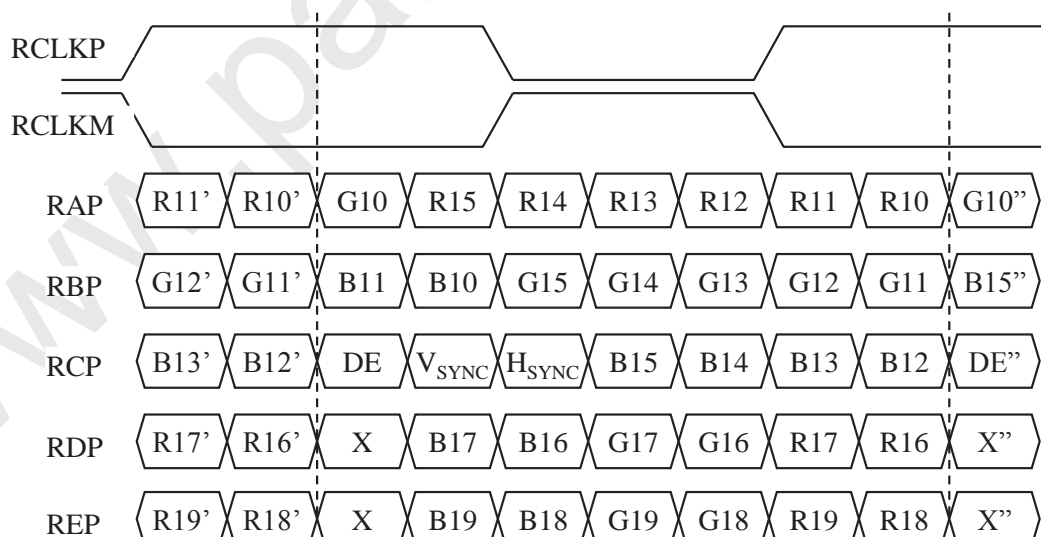 RCLKP
RCLKM
RAP R11’ R10’ G10 R15 R14 R13 R12 R11 R10 G10”
RBP G12’ G11’ B11 B10 G15 G14 G13 G12 G11 B15”
RCP B13’ B12’ DE VSYNC HSYNC B15 B14 B13 B12 DE”
RDP R17’ R16’ X B17 B16 G17 G16 R17 R16 X”
REP R19’ R18’ X B19 B18 G19 G18 R19 R18 X”